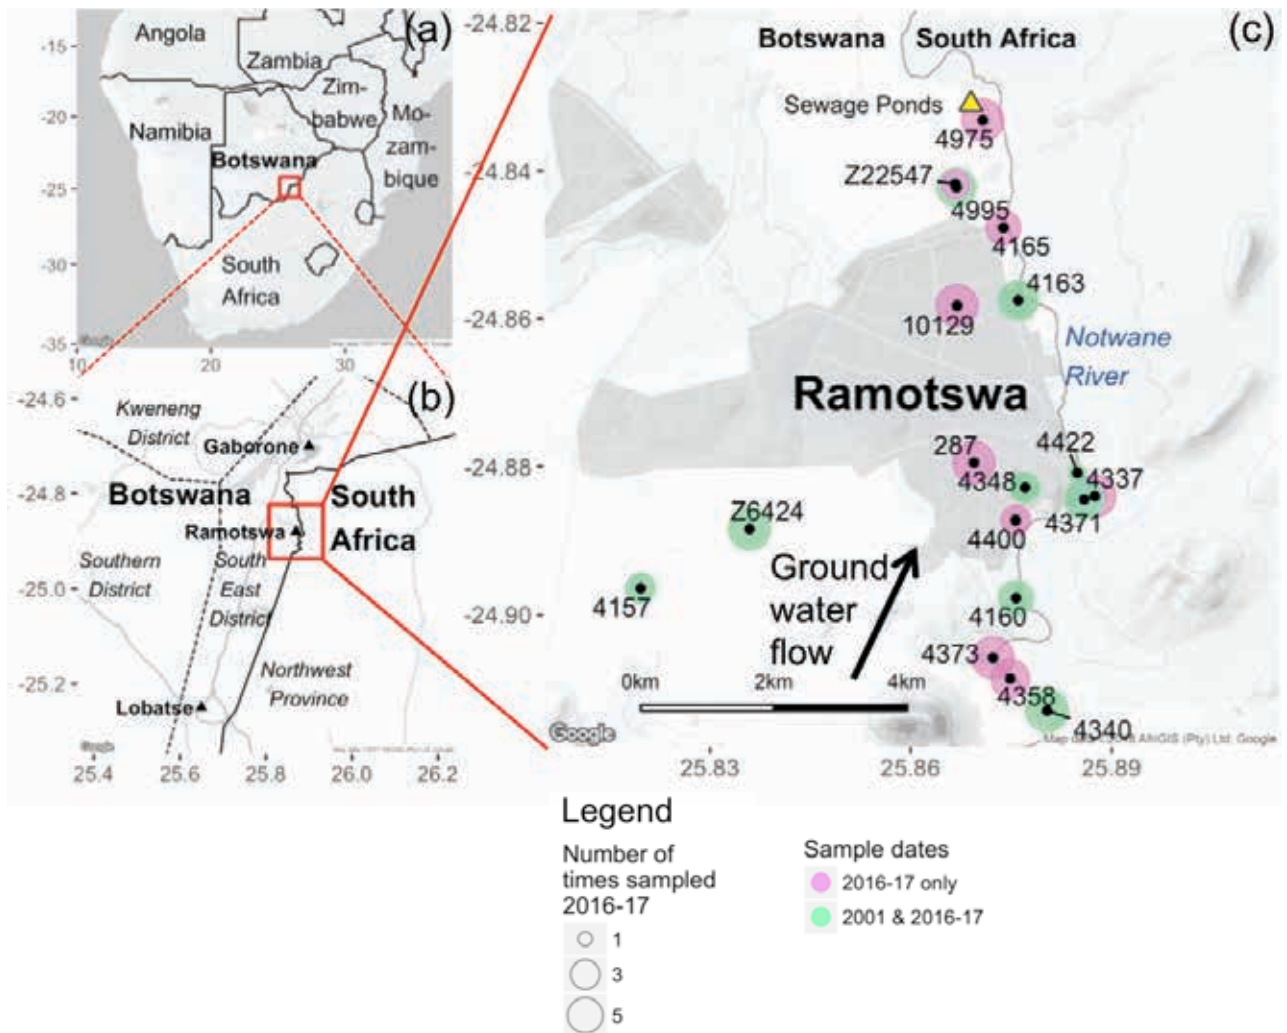 (a)
Angola
Zambia
Zim-
babwe
Mo-
zam-
bique
Namibia
Botswana
South
Africa
-15
-20
-25
-30
-35
10
20
30
Google
(b)
Kweneng
District
Gaborone
Botswana
South
Africa
Ramotswa
Southern
District
South
East
District
Northwest
Province
Lobatse
-24.6
-24.8
-25.0
-25.2
25.4
25.6
25.8
26.0
26.2
Google
(c)
Botswana
South Africa
Sewage Ponds
4975
Z22547
4995
4165
4163
10129
Notwane
River
Ramotswa
287
4422
4348
4337
4371
4400
Z6424
4157
4160
4373
4358
4340
Ground
water
flow
0km
2km
4km
Google
-24.82
-24.84
-24.86
-24.88
-24.90
25.83
25.86
25.89
Legend
Number of
times sampled
2016-17
1
3
5
Sample dates
2016-17 only
2001 & 2016-17